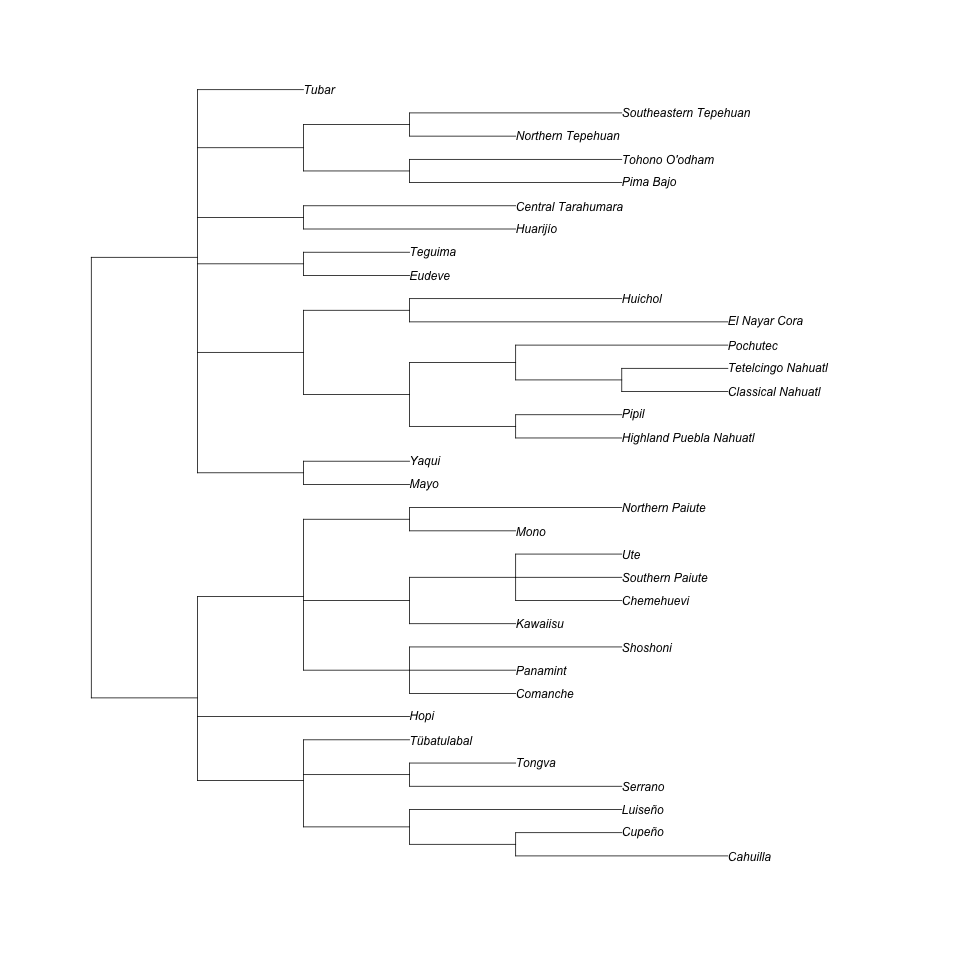 Tubar
Southeastern Tepehuan
Northern Tepehuan
Tohono O'odham
Pima Bajo
Central Tarahumara
Huarijío
Teguima
Eudeve
Huichol
El Nayar Cora
Pochutec
Tetelcingo Nahuatl
Classical Nahuatl
Pipil
Highland Puebla Nahuatl
Yaqui
Mayo
Northern Paiute
Mono
Ute
Southern Paiute
Chemehuevi
Kawaiisu
Shoshoni
Panamint
Comanche
Hopi
Tübatulabal
Tongva
Serrano
Luiseño
Cupeño
Cahuilla